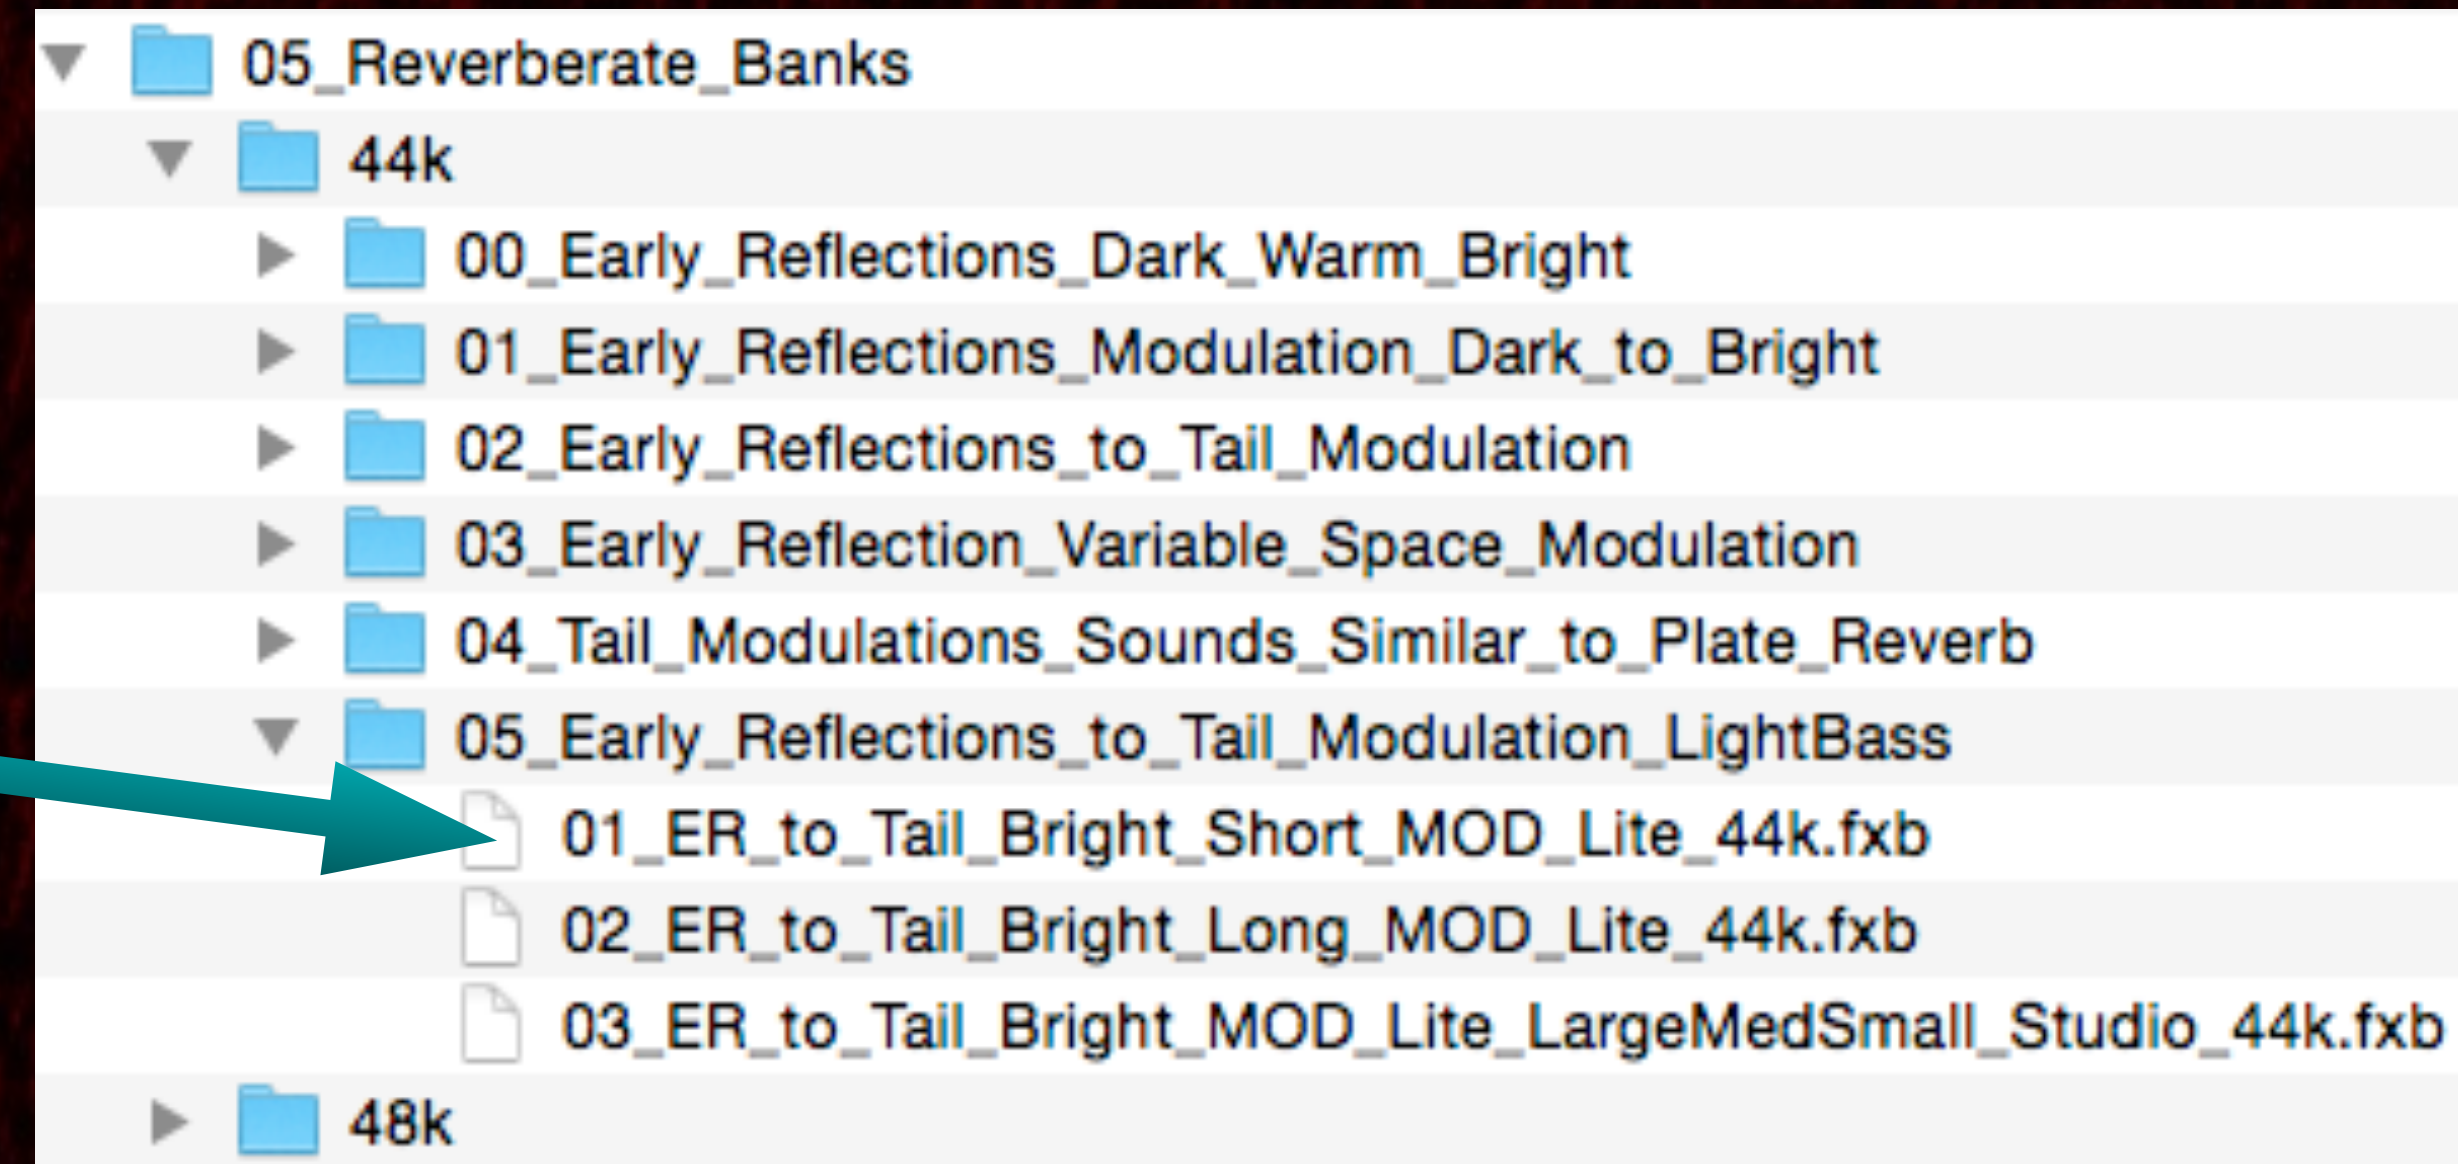 05_Reverberate_Banks
44k
00_Early_Reflections_Dark_Warm_Bright
01_Early_Reflections_Modulation_Dark_to_Bright
02_Early_Reflections_to_Tail_Modulation
03_Early_Reflection_Variable_Space_Modulation
04_Tail_Modulations_Sounds_Similar_to_Plate_Reverb
05_Early_Reflections_to_Tail_Modulation_LightBass
01_ER_to_Tail_Bright_Short_MOD_Lite_44k.fxb
02_ER_to_Tail_Bright_Long_MOD_Lite_44k.fxb
03_ER_to_Tail_Bright_MOD_Lite_LargeMedSmall_Studio_44k.fxb
48k